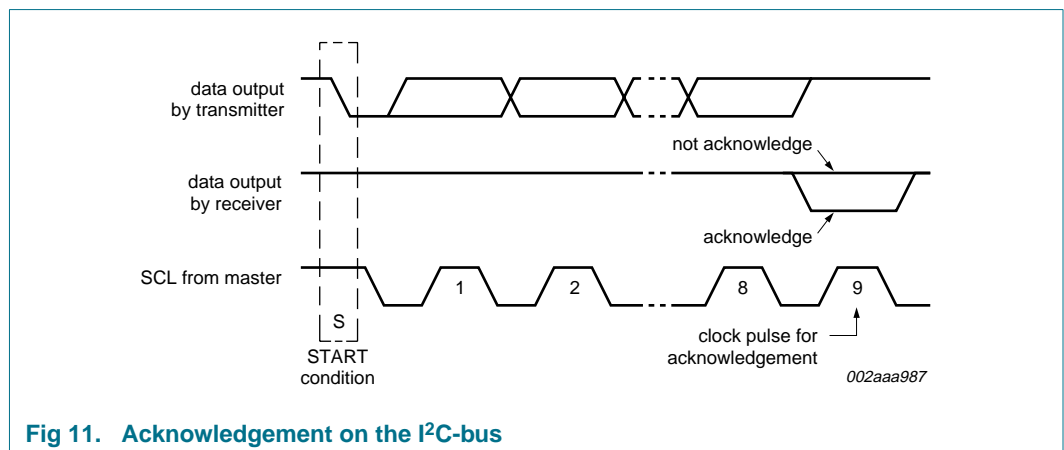 data output
by transmitter
not acknowledge
data output
by receiver
acknowledge
SCL from master
1
2
8
9
S
START
condition
clock pulse for
acknowledgement
002aaa987
Fig 11. Acknowledgement on the I²C-bus